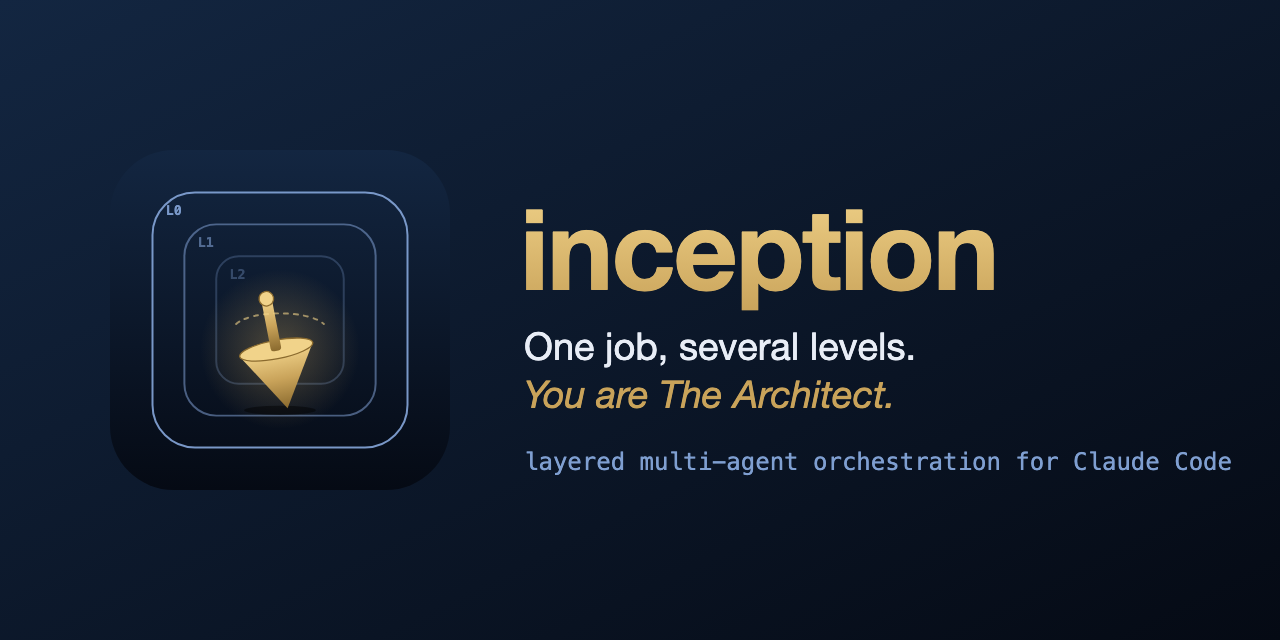 L0
L1
L2
inception
One job, several levels.
You are The Architect.
layered multi-agent orchestration for Claude Code